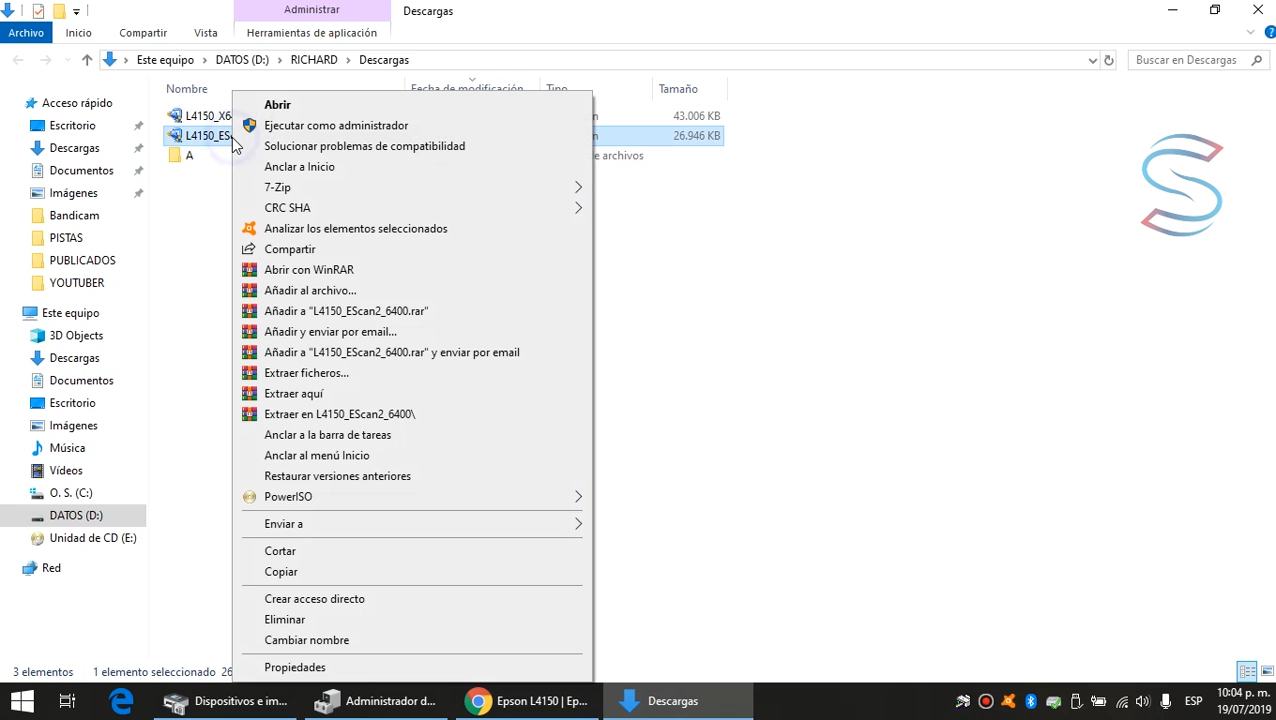 Administrar
Descargas
Archivo
Inicio
Compartir
Vista
Herramientas de aplicación
Este equipo
DATOS (D:)
RICHARD
Descargas
Buscar en Descargas
Nombre
Fecha de modificación
Tipo
Tamaño
L4150_X64
43.006 KB
L4150_ESc
26.946 KB
A
e archivos
Acceso rápido
Escritorio
Descargas
Documentos
Imágenes
Bandicam
PISTAS
PUBLICADOS
YOUTUBER
Este equipo
3D Objects
Descargas
Documentos
Escritorio
Imágenes
Música
Vídeos
O. S. (C:)
DATOS (D:)
Unidad de CD (E:)
Red
Abrir
Ejecutar como administrador
Solucionar problemas de compatibilidad
Anclar a Inicio
7-Zip
CRC SHA
Analizar los elementos seleccionados
Compartir
Abrir con WinRAR
Añadir al archivo...
Añadir a "L4150_EScan2_6400.rar"
Añadir y enviar por email...
Añadir a "L4150_EScan2_6400.rar" y enviar por email
Extraer ficheros...
Extraer aquí
Extraer en L4150_EScan2_6400\
Anclar a la barra de tareas
Anclar al menú Inicio
Restaurar versiones anteriores
PowerISO
Enviar a
Cortar
Copiar
Crear acceso directo
Eliminar
Cambiar nombre
Propiedades
3 elementos
1 elemento seleccionado
Dispositivos e im...
Administrador d...
Epson L4150 | Ep...
Descargas
ESP
10:04 p. m.
19/07/2019